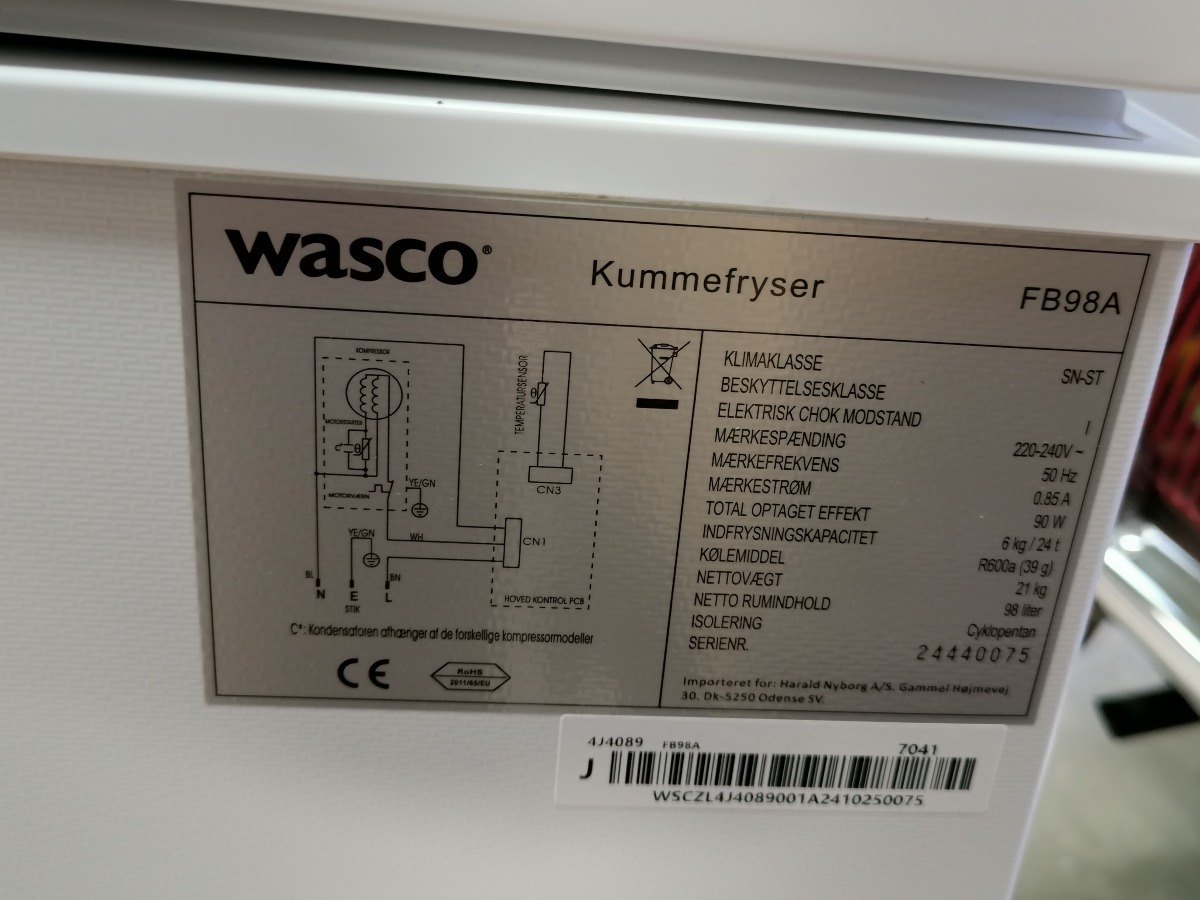 wasco®
Kummefryser
FB98A
KOMPRESSOR
MOTORSTARTER
C*
θ
MOTORVÆRN
YE/GN
YE/GN
WH
BL
BN
N E L
STIK
TEMPERATURSENSOR
θ
CN3
CN1
HOVED KONTROL PCB
C*: Kondensatoren afhænger af de forskellige kompressormodeller
CE
RoHS
2011/65/EU
KLIMAKLASSE SN-ST
BESKYTTELSESKLASSE
ELEKTRISK CHOK MODSTAND I
MÆRKESPÆNDING 220-240V ~
MÆRKEFREKVENS 50 Hz
MÆRKESTRØM 0.85 A
TOTAL OPTAGET EFFEKT 90 W
INDFRYSNINGSKAPACITET 6 kg / 24 t
KØLEMIDDEL R600a (39 g)
NETTOVÆGT 21 kg
NETTO RUMINDHOLD 98 liter
ISOLERING Cyklopentan
SERIENR. 24440075
Importeret for: Harald Nyborg A/S. Gammel Højmevej
30. Dk-5250 Odense SV.
4J4089 FB98A 7041
J
WSCZL4J4089001A2410250075